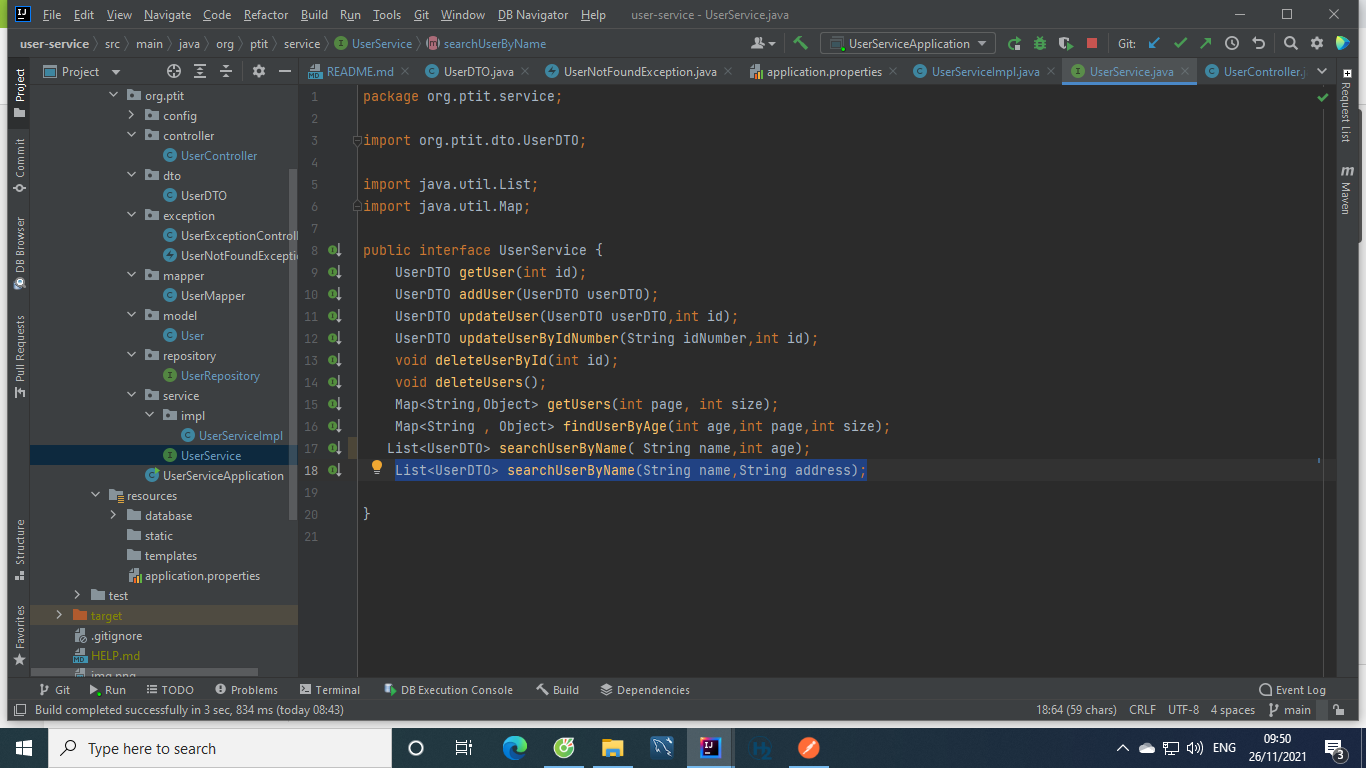 File Edit View Navigate Code Refactor Build Run Tools Git Window DB Navigator Help user-service - UserService.java
user-service src main java org ptit service UserService searchUserByName UserServiceApplication Git:
Project README.md UserDTO.java UserNotFoundException.java application.properties UserServiceImpl.java UserService.java UserController.j
Project
Commit
DB Browser
Pull Requests
Structure
Favorites
org.ptit
config
controller
UserController
dto
UserDTO
exception
UserExceptionControll
UserNotFoundExcepti
mapper
UserMapper
model
User
repository
UserRepository
service
impl
UserServiceImpl
UserService
UserServiceApplication
resources
database
static
templates
application.properties
test
target
.gitignore
HELP.md
img.png
1 package org.ptit.service;
2
3 import org.ptit.dto.UserDTO;
4
5 import java.util.List;
6 import java.util.Map;
7
8 public interface UserService {
9 UserDTO getUser(int id);
10 UserDTO addUser(UserDTO userDTO);
11 UserDTO updateUser(UserDTO userDTO,int id);
12 UserDTO updateUserByIdNumber(String idNumber,int id);
13 void deleteUserById(int id);
14 void deleteUsers();
15 Map<String,Object> getUsers(int page, int size);
16 Map<String , Object> findUserByAge(int age,int page,int size);
17 List<UserDTO> searchUserByName( String name,int age);
18 List<UserDTO> searchUserByName(String name,String address);
19
20 }
21
Request List
m Maven
Git Run TODO Problems Terminal DB Execution Console Build Dependencies Event Log
Build completed successfully in 3 sec, 834 ms (today 08:43) 18:64 (59 chars) CRLF UTF-8 4 spaces main
Type here to search ENG 09:50
26/11/2021 3